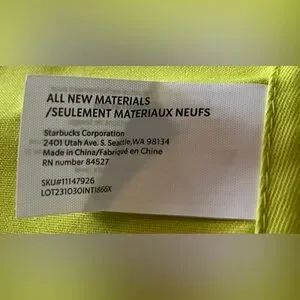 ALL NEW MATERIALS
/SEULEMENT MATERIAUX NEUFS
Starbucks Corporation
2401 Utah Ave. S. Seattle,WA 98134
Made in China/Fabriqué en Chine
RN number 84527
SKU#11147926
LOT231030INT1866X